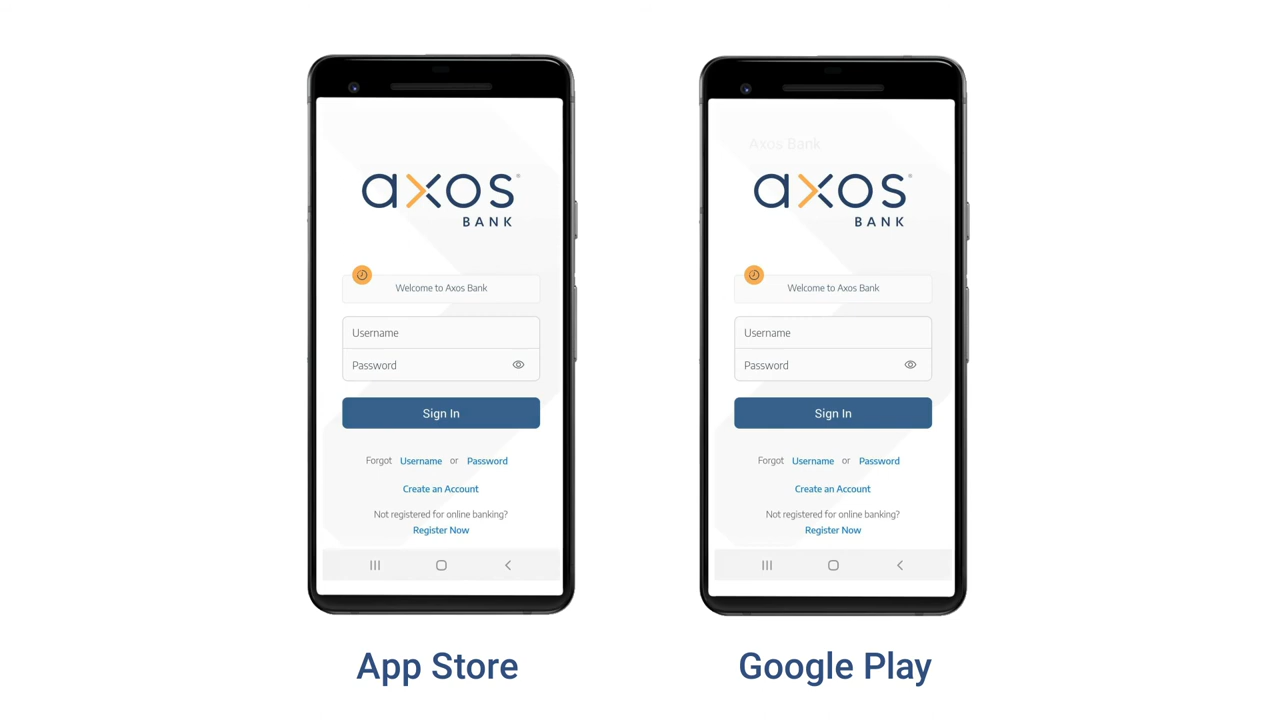 axos
BANK
Welcome to Axos Bank
Username
Password
Sign In
Forgot Username or Password
Create an Account
Not registered for online banking?
Register Now
App Store
Axos Bank
axos
BANK
Welcome to Axos Bank
Username
Password
Sign In
Forgot Username or Password
Create an Account
Not registered for online banking?
Register Now
Google Play